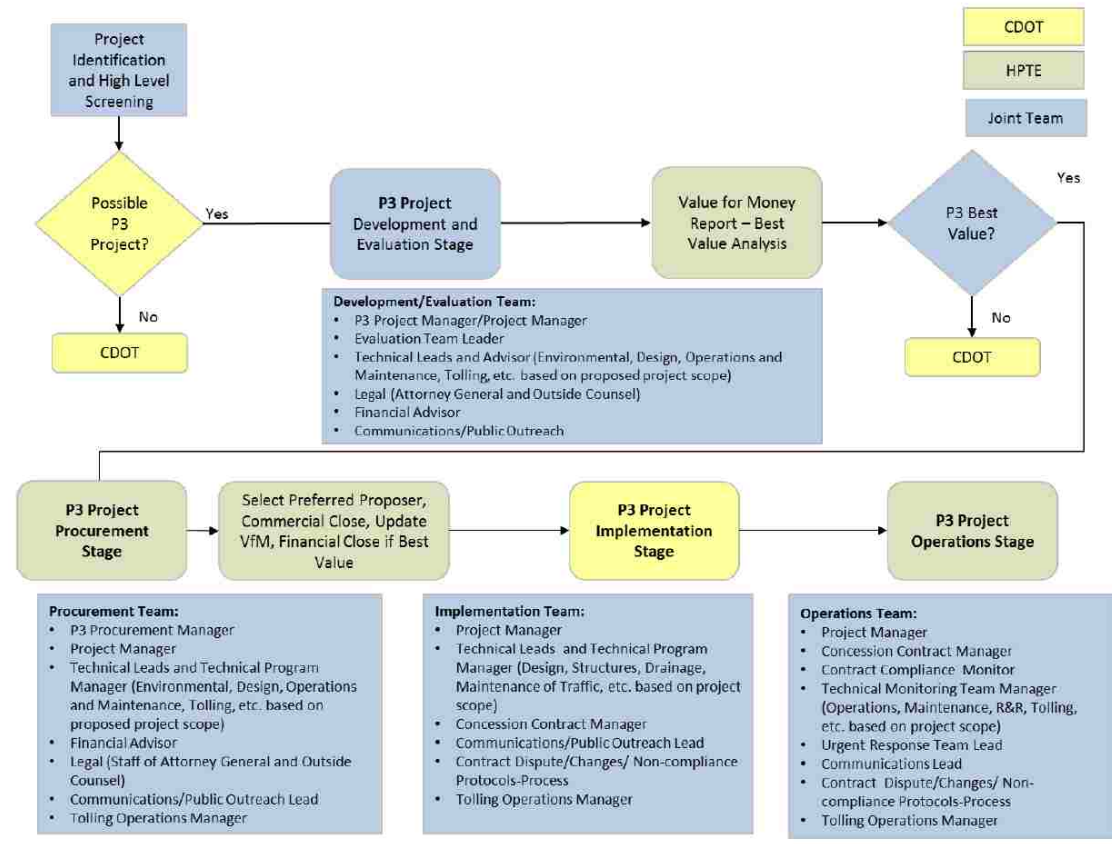 Project
Identification
and High Level
Screening
CDOT
HPTE
Joint Team
Possible
P3
Project?
Yes
No
CDOT
P3 Project
Development and
Evaluation Stage
Value for Money
Report – Best
Value Analysis
P3 Best
Value?
Yes
No
CDOT
Development/Evaluation Team:
• P3 Project Manager/Project Manager
• Evaluation Team Leader
• Technical Leads and Advisor (Environmental, Design, Operations and
Maintenance, Tolling, etc. based on proposed project scope)
• Legal (Attorney General and Outside Counsel)
• Financial Advisor
• Communications/Public Outreach
P3 Project
Procurement
Stage
Select Preferred Proposer,
Commercial Close, Update
VfM, Financial Close if Best
Value
P3 Project
Implementation
Stage
P3 Project
Operations Stage
Procurement Team:
• P3 Procurement Manager
• Project Manager
• Technical Leads and Technical Program
Manager (Environmental, Design, Operations
and Maintenance, Tolling, etc. based on
proposed project scope)
• Financial Advisor
• Legal (Staff of Attorney General and Outside
Counsel)
• Communications/Public Outreach Lead
• Tolling Operations Manager
Implementation Team:
• Project Manager
• Technical Leads and Technical Program
Manager (Design, Structures, Drainage,
Maintenance of Traffic, etc. based on project
scope)
• Concession Contract Manager
• Communications/Public Outreach Lead
• Contract Dispute/Changes/ Non-compliance
Protocols-Process
• Tolling Operations Manager
Operations Team:
• Project Manager
• Concession Contract Manager
• Contract Compliance Monitor
• Technical Monitoring Team Manager
(Operations, Maintenance, R&R, Tolling,
etc. based on project scope)
• Urgent Response Team Lead
• Communications Lead
• Contract Dispute/Changes/ Non-
compliance Protocols-Process
• Tolling Operations Manager